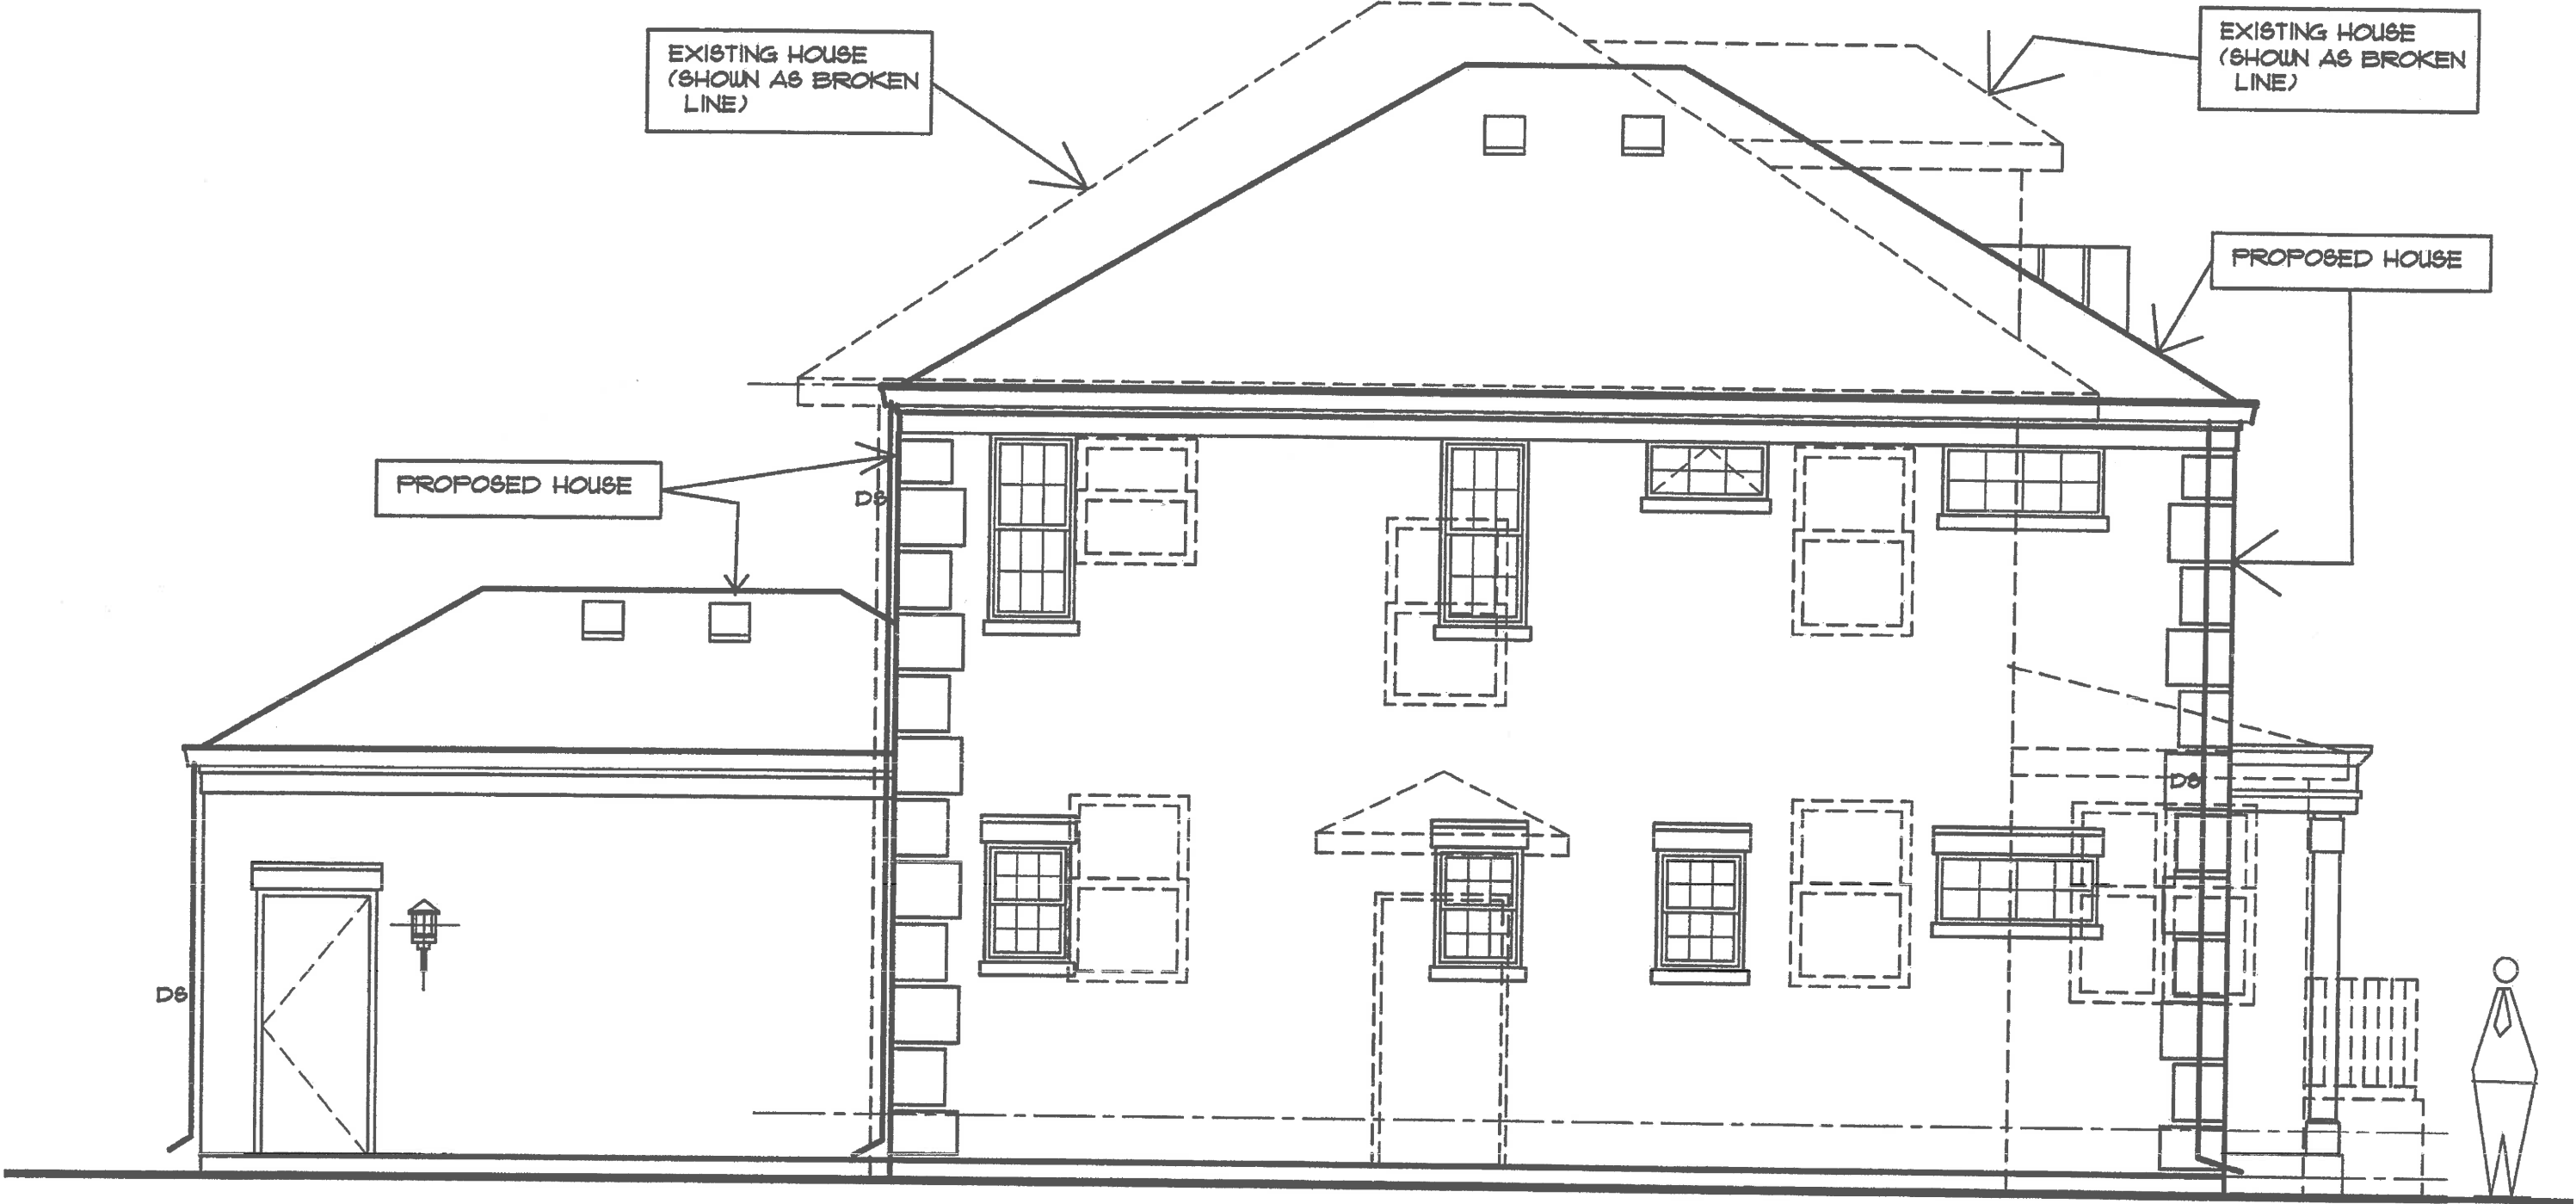 EXISTING HOUSE
(SHOWN AS BROKEN
LINE)
EXISTING HOUSE
(SHOWN AS BROKEN
LINE)
PROPOSED HOUSE
PROPOSED HOUSE
DS
DS
DS